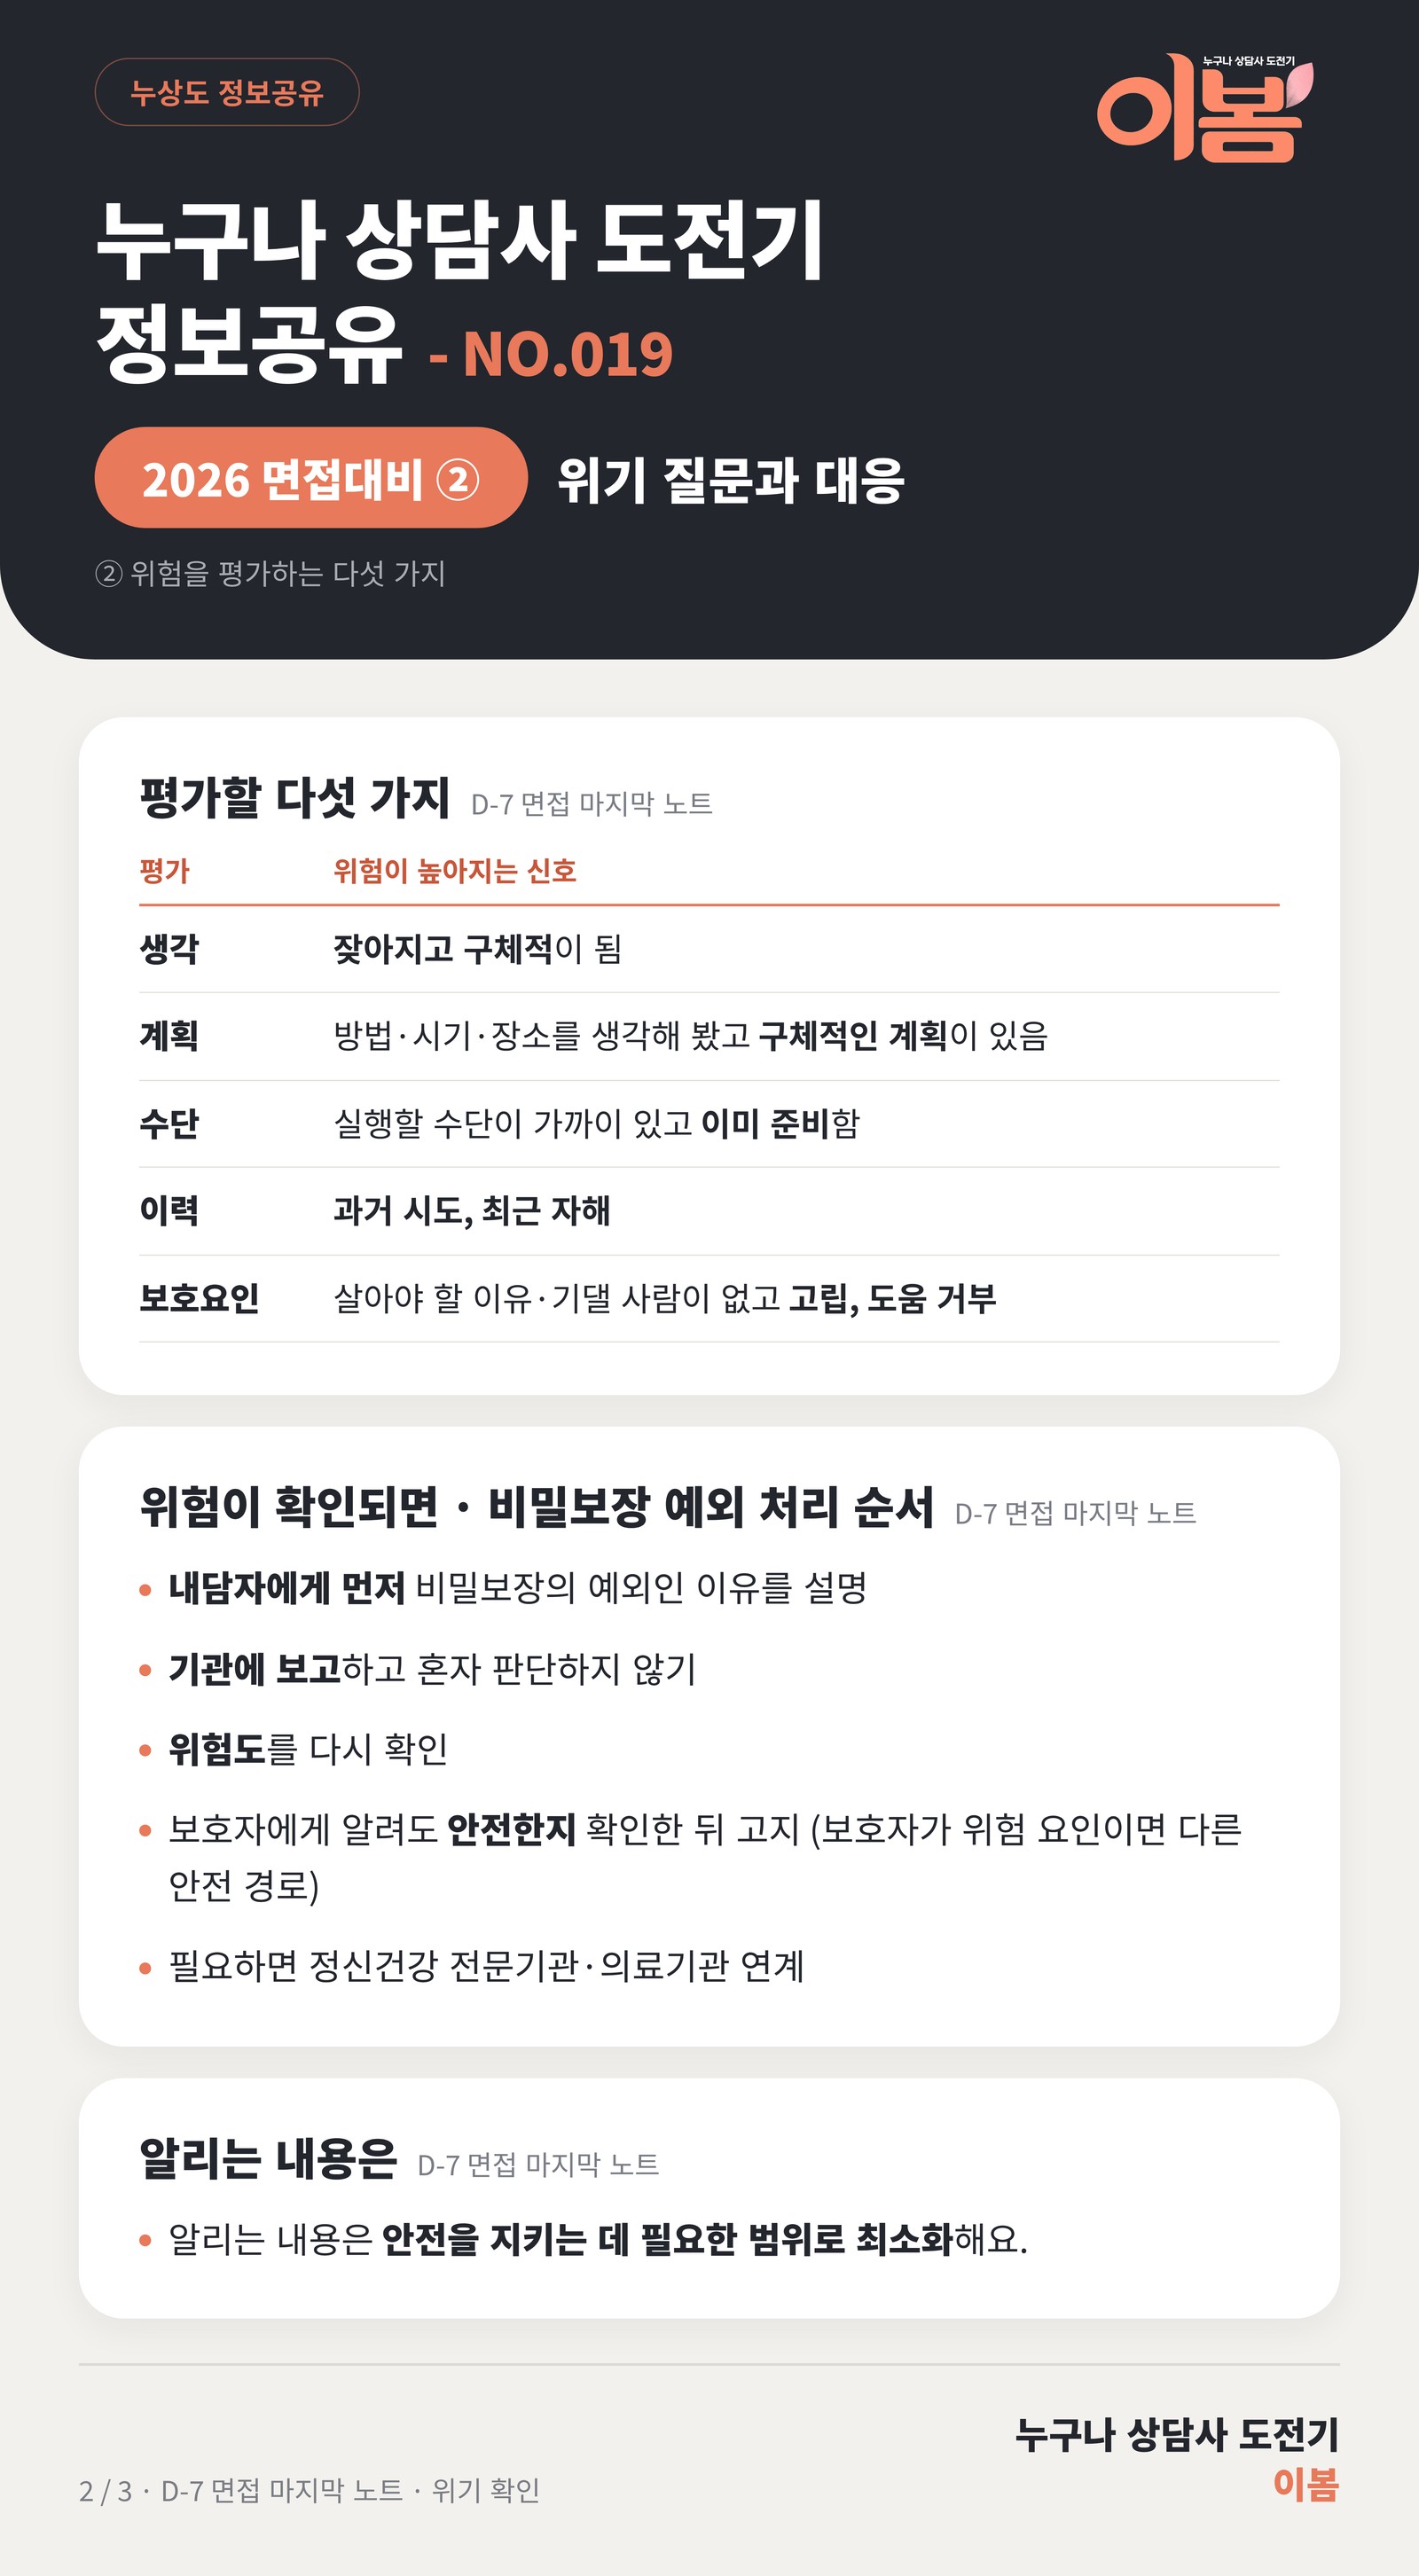 누상도 정보공유
누구나 상담사 도전기
이봄
누구나 상담사 도전기
정보공유 - NO.019
2026 면접대비 ② 위기 질문과 대응
② 위험을 평가하는 다섯 가지
평가할 다섯 가지 D-7 면접 마지막 노트
평가 위험이 높아지는 신호
생각 잦아지고 구체적이 됨
계획 방법·시기·장소를 생각해 봤고 구체적인 계획이 있음
수단 실행할 수단이 가까이 있고 이미 준비함
이력 과거 시도, 최근 자해
보호요인 살아야 할 이유·기댈 사람이 없고 고립, 도움 거부
위험이 확인되면 · 비밀보장 예외 처리 순서 D-7 면접 마지막 노트
• 내담자에게 먼저 비밀보장의 예외인 이유를 설명
• 기관에 보고하고 혼자 판단하지 않기
• 위험도를 다시 확인
• 보호자에게 알려도 안전한지 확인한 뒤 고지 (보호자가 위험 요인이면 다른
안전 경로)
• 필요하면 정신건강 전문기관·의료기관 연계
알리는 내용은 D-7 면접 마지막 노트
• 알리는 내용은 안전을 지키는 데 필요한 범위로 최소화해요.
누구나 상담사 도전기
2 / 3 · D-7 면접 마지막 노트 · 위기 확인 이봄